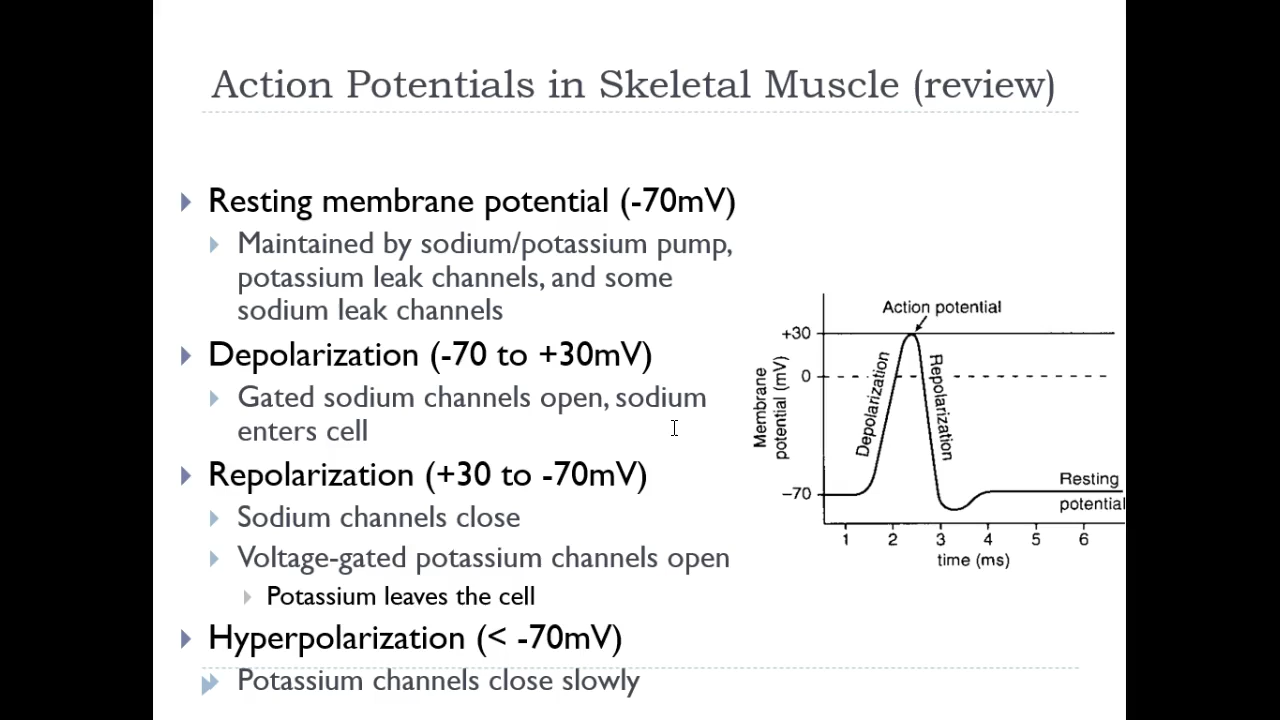 Action Potentials in Skeletal Muscle (review)
Resting membrane potential (-70mV)
Maintained by sodium/potassium pump,
potassium leak channels, and some
sodium leak channels
Depolarization (-70 to +30mV)
Gated sodium channels open, sodium
enters cell
Repolarization (+30 to -70mV)
Sodium channels close
Voltage-gated potassium channels open
Potassium leaves the cell
Hyperpolarization (< -70mV)
Potassium channels close slowly
Action potential
+30
0
-70
Membrane
potential (mV)
Depolarization
Repolarization
Resting
potential
1 2 3 4 5 6
time (ms)